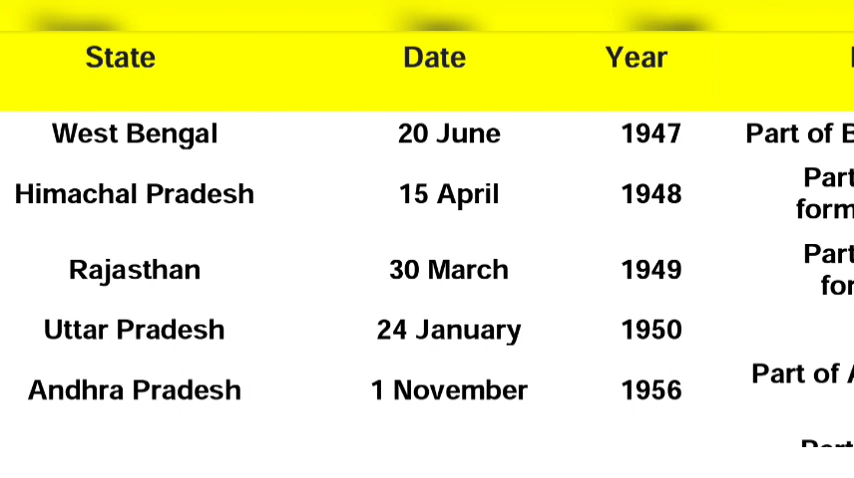 State Date Year
West Bengal 20 June 1947 Part of
Himachal Pradesh 15 April 1948 Part
form
Rajasthan 30 March 1949 Part
for
Uttar Pradesh 24 January 1950
Andhra Pradesh 1 November 1956 Part of